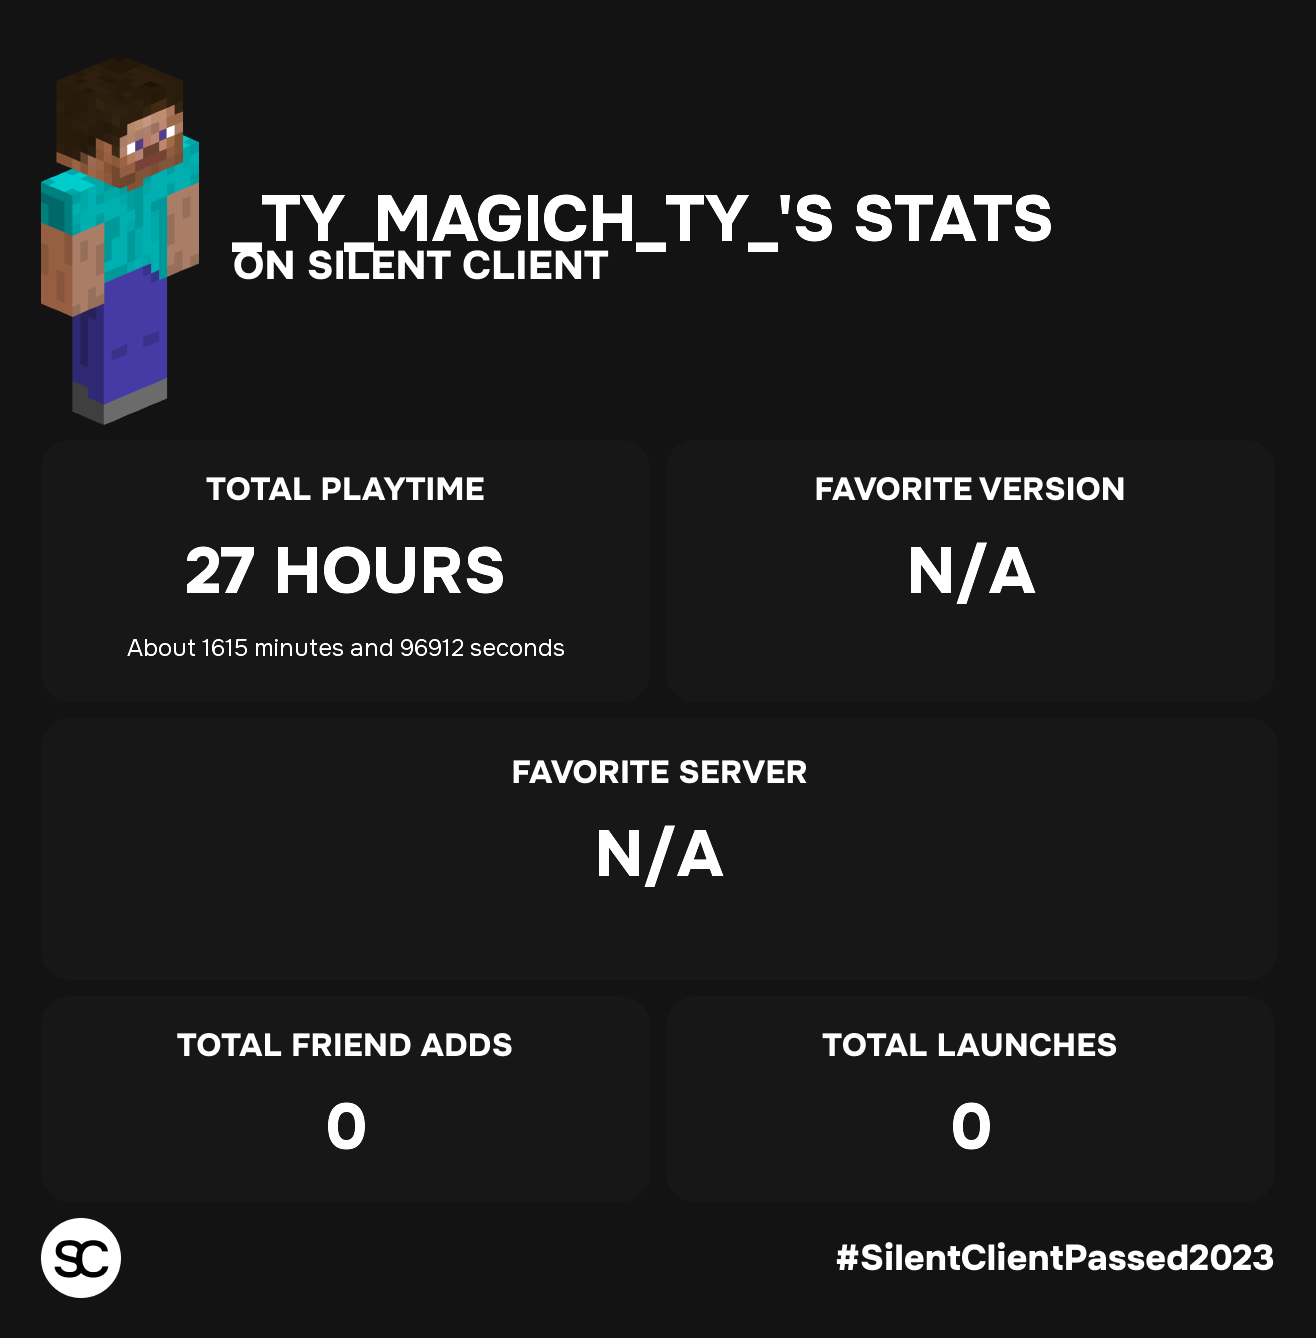 _TY_MAGICH_TY_'S STATS
ON SILENT CLIENT
TOTAL PLAYTIME
27 HOURS
About 1615 minutes and 96912 seconds
FAVORITE VERSION
N/A
FAVORITE SERVER
N/A
TOTAL FRIEND ADDS
0
TOTAL LAUNCHES
0
SC
#SilentClientPassed2023